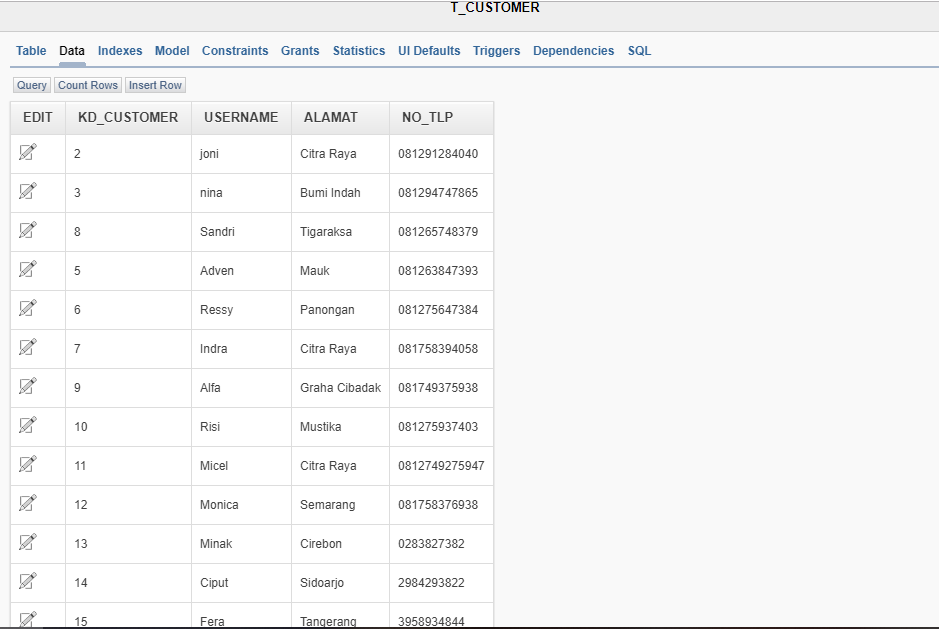 T_CUSTOMER
Table Data Indexes Model Constraints Grants Statistics UI Defaults Triggers Dependencies SQL
Query Count Rows Insert Row
EDIT KD_CUSTOMER USERNAME ALAMAT NO_TLP
2 joni Citra Raya 081291284040
3 nina Bumi Indah 081294747865
8 Sandri Tigaraksa 081265748379
5 Adven Mauk 081263847393
6 Ressy Panongan 081275647384
7 Indra Citra Raya 081758394058
9 Alfa Graha Cibadak 081749375938
10 Risi Mustika 081275937403
11 Micel Citra Raya 0812749275947
12 Monica Semarang 081758376938
13 Minak Cirebon 0283827382
14 Ciput Sidoarjo 2984293822
15 Fera Tangerang 3958934844